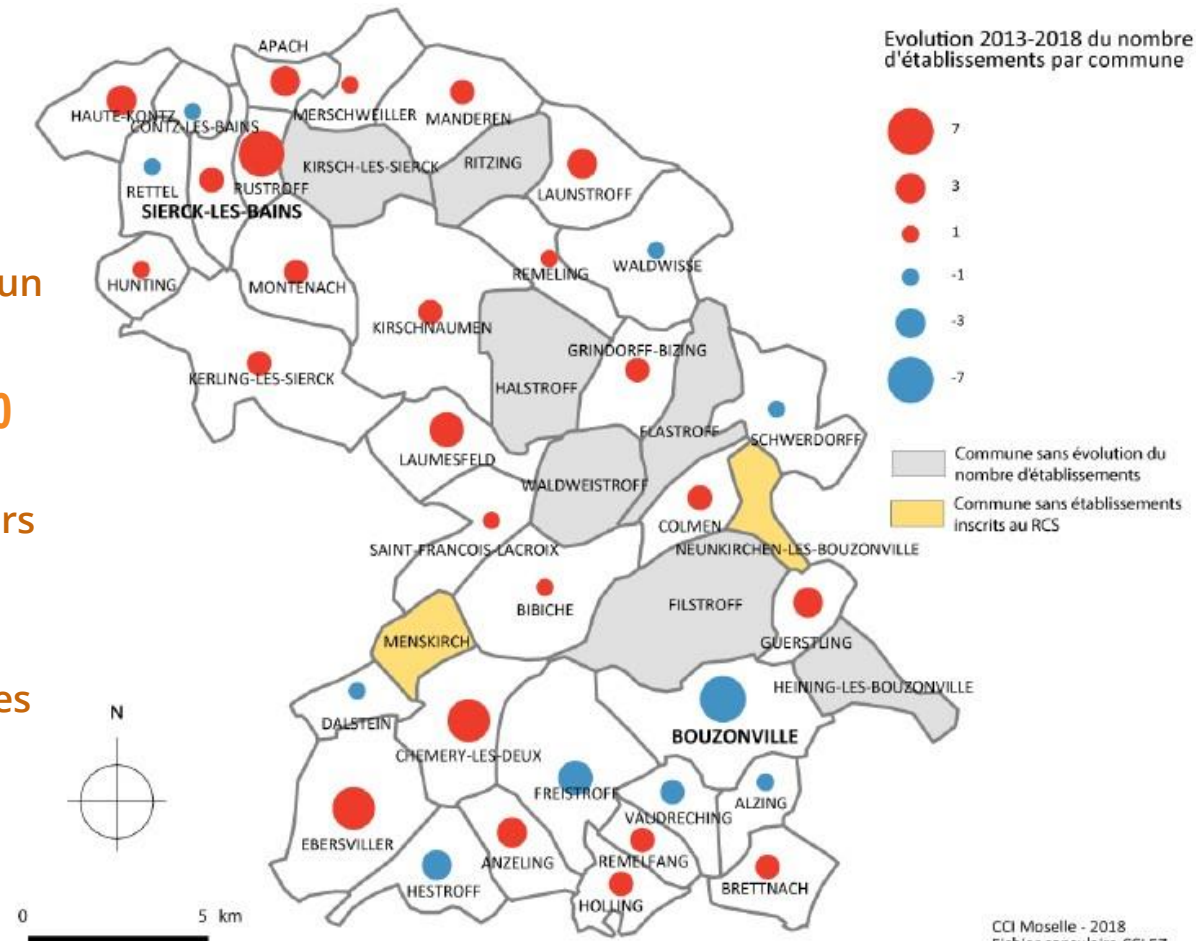 Evolution 2013-2018 du nombre
d'établissements par commune
7
3
1
-1
-3
-7
Commune sans évolution du
nombre d'établissements
Commune sans établissements
inscrits au RCS
APACH
HAUTE-KONTZ
CONTZ-LES-BAINS
MERSCHWEILLER
MANDEREN
KIRSCH-LES-SIERCK
RITZING
RETTEL
RUSTROFF
LAUNSTROFF
SIERCK-LES-BAINS
un
HUNTING
MONTENACH
REMELING
WALDWISSE
KIRSCHNAUMEN
GRINDORFF-BIZING
KERLING-LES-SIERCK
HALSTROFF
0
FLASTROFF
SCHWERDORFF
LAUMESFELD
WALDWEISTROFF
rs
COLMEN
SAINT-FRANCOIS-LACROIX
NEUNKIRCHEN-LES-BOUZONVILLE
BIBICHE
FILSTROFF
MENSKIRCH
GUERSTLING
es
HEINING-LES-BOUZONVILLE
N
DALSTEIN
BOUZONVILLE
CHEMERY-LES-DEUX
FREISTROFF
ALZING
VAUDRECHING
EBERSVILLER
ANZELING
REMELFANG
HESTROFF
BRETTNACH
HOLLING
0 5 km
CCI Moselle - 2018